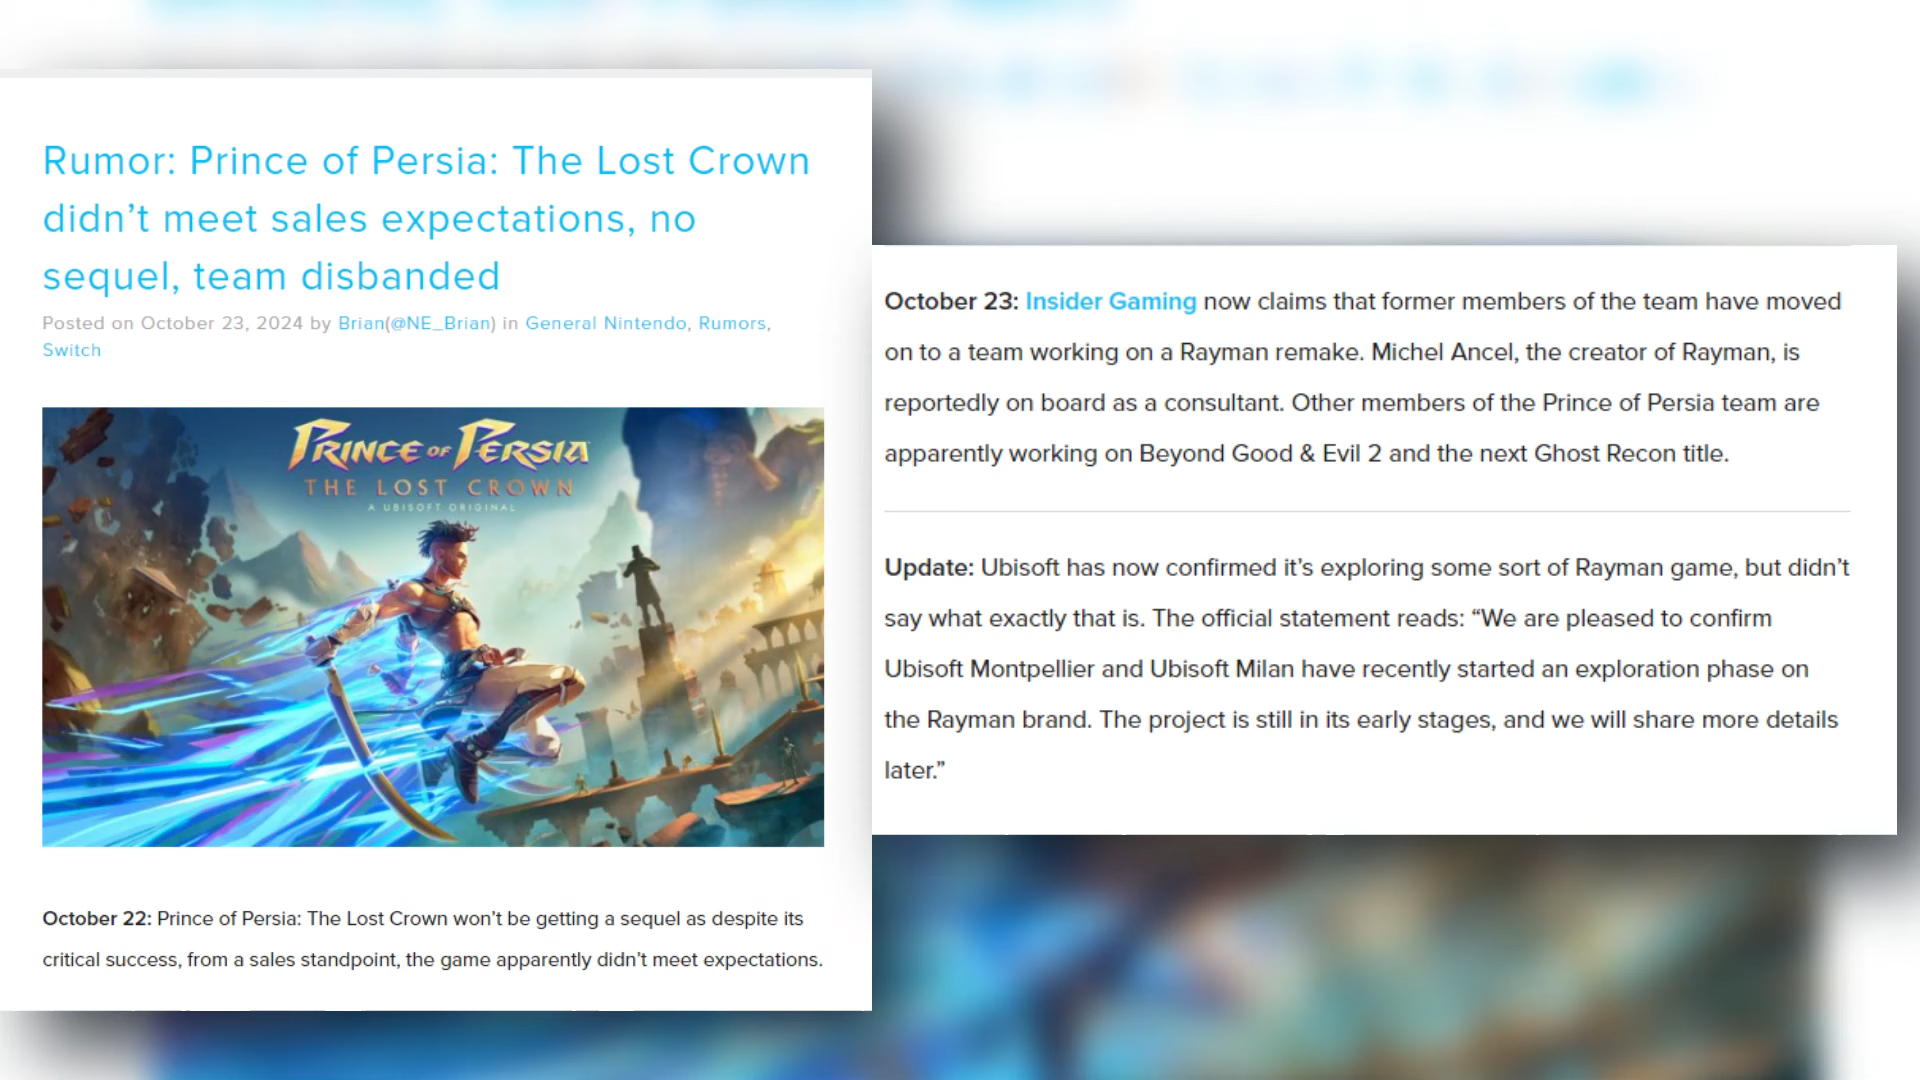 Rumor: Prince of Persia: The Lost Crown
didn’t meet sales expectations, no
sequel, team disbanded
Posted on October 23, 2024 by Brian(@NE_Brian) in General Nintendo, Rumors,
Switch
PRINCE OF PERSIA
THE LOST CROWN
A UBISOFT ORIGINAL
October 22: Prince of Persia: The Lost Crown won’t be getting a sequel as despite its
critical success, from a sales standpoint, the game apparently didn’t meet expectations.
October 23: Insider Gaming now claims that former members of the team have moved
on to a team working on a Rayman remake. Michel Ancel, the creator of Rayman, is
reportedly on board as a consultant. Other members of the Prince of Persia team are
apparently working on Beyond Good & Evil 2 and the next Ghost Recon title.
Update: Ubisoft has now confirmed it’s exploring some sort of Rayman game, but didn’t
say what exactly that is. The official statement reads: “We are pleased to confirm
Ubisoft Montpellier and Ubisoft Milan have recently started an exploration phase on
the Rayman brand. The project is still in its early stages, and we will share more details
later.”